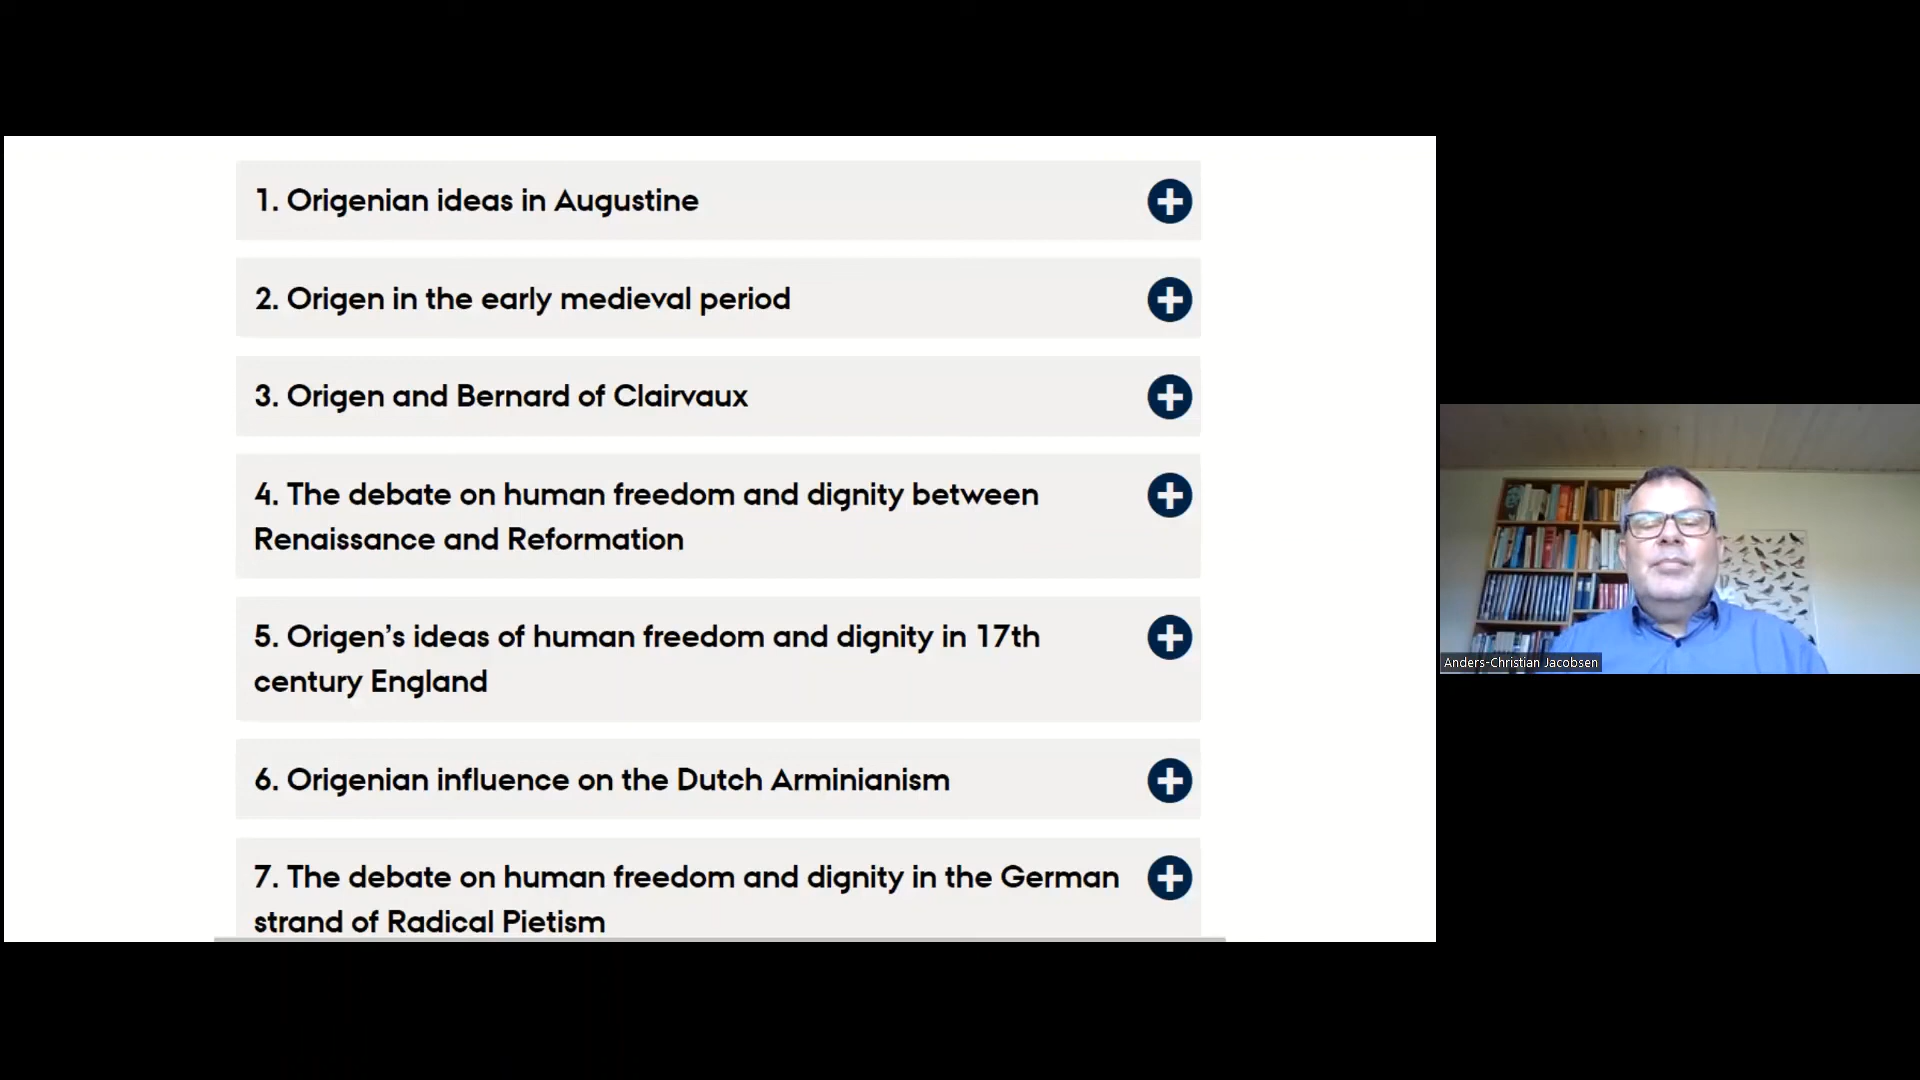 1. Origenian ideas in Augustine
2. Origen in the early medieval period
3. Origen and Bernard of Clairvaux
4. The debate on human freedom and dignity between
Renaissance and Reformation
5. Origen’s ideas of human freedom and dignity in 17th
century England
6. Origenian influence on the Dutch Arminianism
7. The debate on human freedom and dignity in the German
strand of Radical Pietism
Anders-Christian Jacobsen